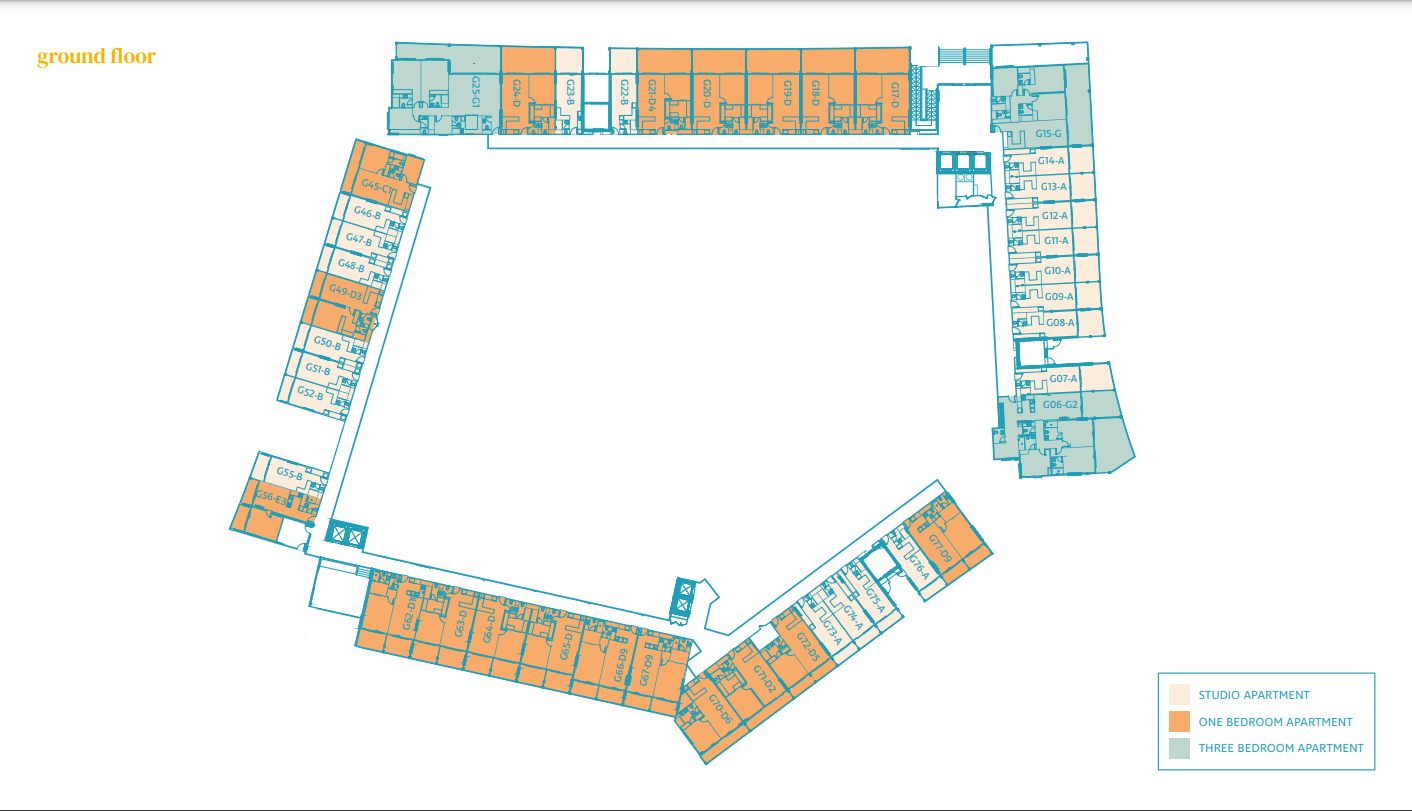 ground floor
G25-G1
G24-D
G23-B
G22-B
G21-D4
G20-D
G19-D
G18-D
G17-D
G15-G
G14-A
G13-A
G12-A
G11-A
G10-A
G09-A
G08-A
G07-A
G06-G2
G45-C1
G46-B
G47-B
G48-B
G49-D3
G50-B
G51-B
G52-B
G55-B
G56-E3
G63-D
G65-D
G66-D9
G67-D9
G70-D6
G71-D2
G72-D5
G73-A
G74-A
G75-A
G76-A
G77-D9
STUDIO APARTMENT
ONE BEDROOM APARTMENT
THREE BEDROOM APARTMENT